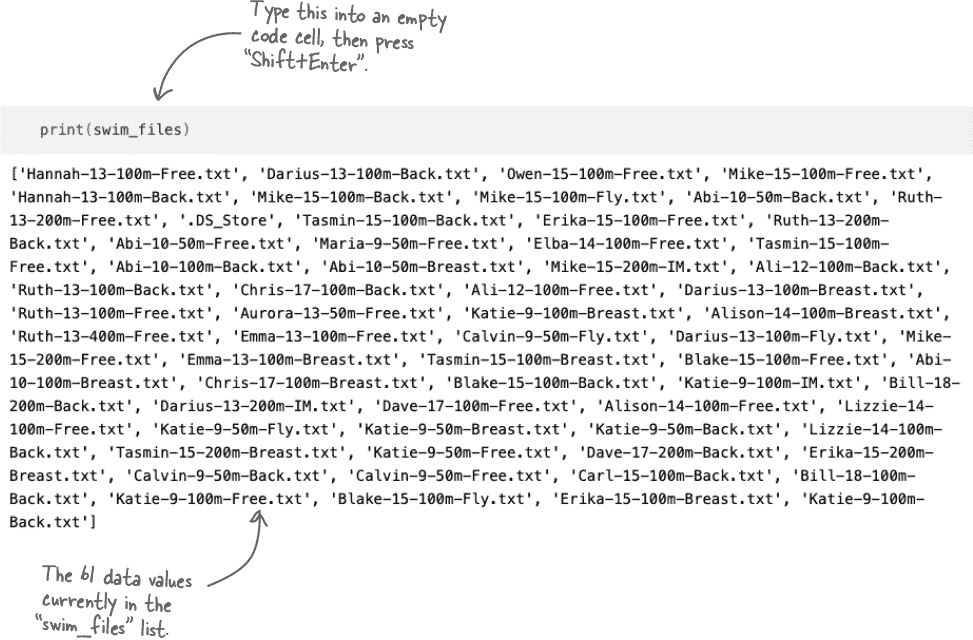 Type this into an empty
code cell, then press
"Shift+Enter".
print(swim_files)
['Hannah-13-100m-Free.txt', 'Darius-13-100m-Back.txt', 'Owen-15-100m-Free.txt', 'Mike-15-100m-Free.txt',
'Hannah-13-100m-Back.txt', 'Mike-15-100m-Back.txt', 'Mike-15-100m-Fly.txt', 'Abi-10-50m-Back.txt', 'Ruth-
13-200m-Free.txt', '.DS_Store', 'Tasmin-15-100m-Back.txt', 'Erika-15-100m-Free.txt', 'Ruth-13-200m-
Back.txt', 'Abi-10-50m-Free.txt', 'Maria-9-50m-Free.txt', 'Elba-14-100m-Free.txt', 'Tasmin-15-100m-
Free.txt', 'Abi-10-100m-Back.txt', 'Abi-10-50m-Breast.txt', 'Mike-15-200m-IM.txt', 'Ali-12-100m-Back.txt',
'Ruth-13-100m-Back.txt', 'Chris-17-100m-Back.txt', 'Ali-12-100m-Free.txt', 'Darius-13-100m-Breast.txt',
'Ruth-13-100m-Free.txt', 'Aurora-13-50m-Free.txt', 'Katie-9-100m-Breast.txt', 'Alison-14-100m-Breast.txt',
'Ruth-13-400m-Free.txt', 'Emma-13-100m-Free.txt', 'Calvin-9-50m-Fly.txt', 'Darius-13-100m-Fly.txt', 'Mike-
15-200m-Free.txt', 'Emma-13-100m-Breast.txt', 'Tasmin-15-100m-Breast.txt', 'Blake-15-100m-Free.txt', 'Abi-
10-100m-Breast.txt', 'Chris-17-100m-Breast.txt', 'Blake-15-100m-Back.txt', 'Katie-9-100m-IM.txt', 'Bill-18-
200m-Back.txt', 'Darius-13-200m-IM.txt', 'Dave-17-100m-Free.txt', 'Alison-14-100m-Free.txt', 'Lizzie-14-
100m-Free.txt', 'Katie-9-50m-Fly.txt', 'Katie-9-50m-Breast.txt', 'Katie-9-50m-Back.txt', 'Lizzie-14-100m-
Back.txt', 'Tasmin-15-200m-Breast.txt', 'Katie-9-50m-Free.txt', 'Dave-17-200m-Back.txt', 'Erika-15-200m-
Breast.txt', 'Calvin-9-50m-Back.txt', 'Calvin-9-50m-Free.txt', 'Carl-15-100m-Back.txt', 'Bill-18-100m-
Back.txt', 'Katie-9-100m-Free.txt', 'Blake-15-100m-Fly.txt', 'Erika-15-100m-Breast.txt', 'Katie-9-100m-
Back.txt']
The 61 data values
currently in the
"swim_files" list.